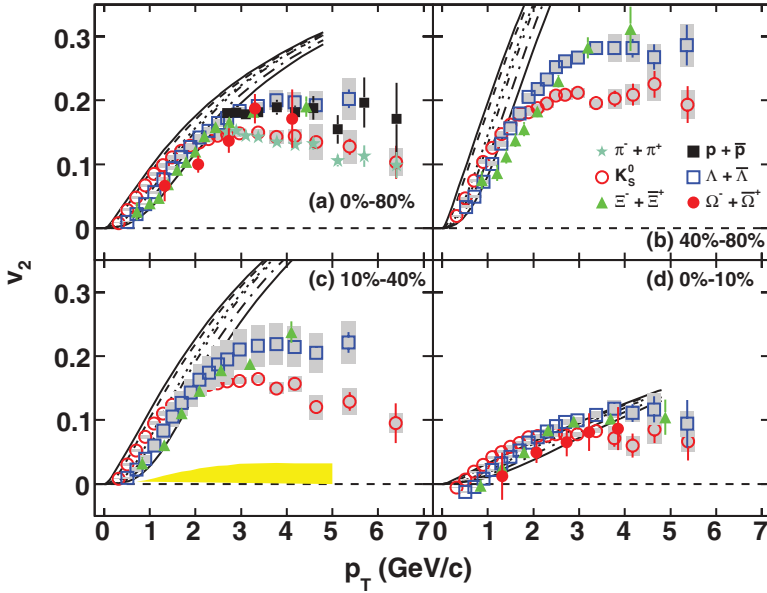 0.3
0.2
0.1
0
(a) 0%-80%
π⁻ + π⁺ p + p̅
K⁰_S Λ + Λ̅
Ξ⁻ + Ξ̅⁺ Ω⁻ + Ω̅⁺
(b) 40%-80%
v₂
(c) 10%-40%
(d) 0%-10%
0.3
0.2
0.1
0
0 1 2 3 4 5 6 7 0 1 2 3 4 5 6 7
p_T (GeV/c)